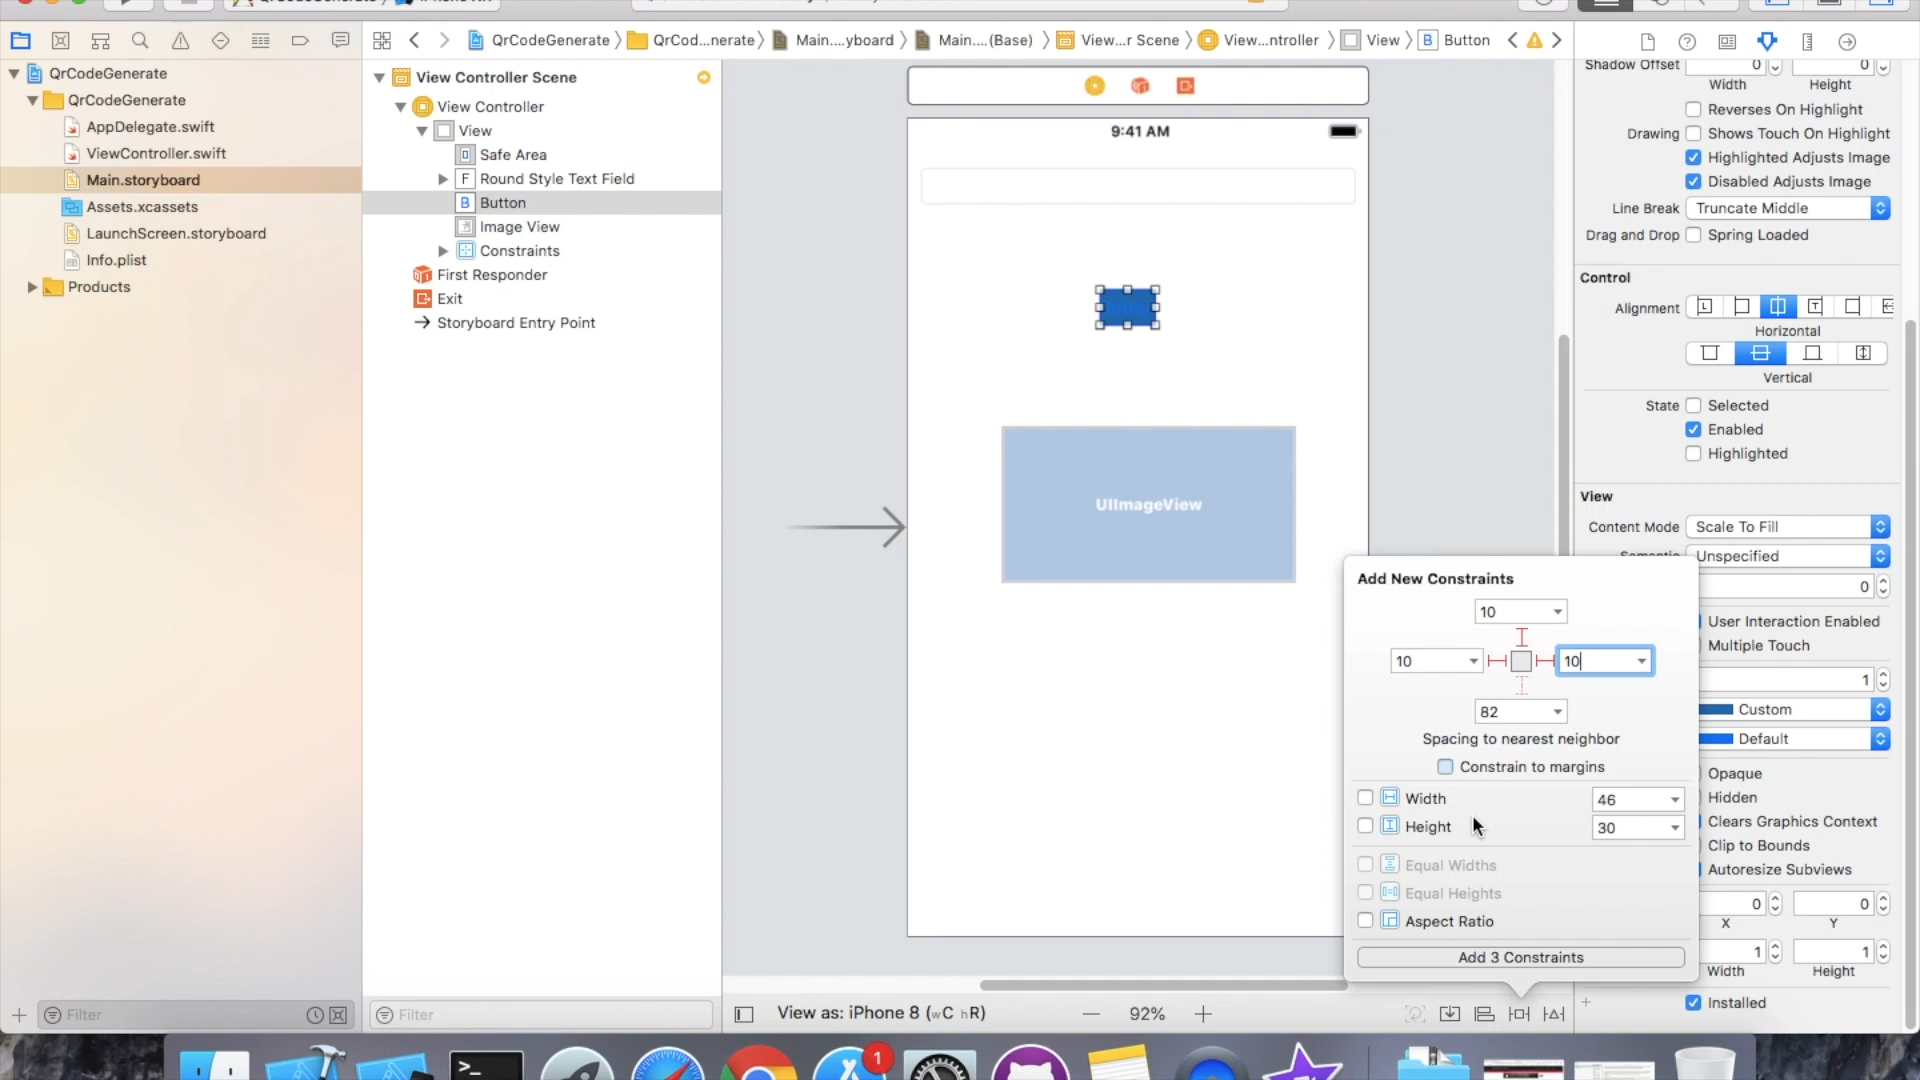 QrCodeGenerate
QrCod...nerate
Main....yboard
Main....(Base)
View...r Scene
View...ntroller
View
B Button
QrCodeGenerate
QrCodeGenerate
AppDelegate.swift
ViewController.swift
Main.storyboard
Assets.xcassets
LaunchScreen.storyboard
Info.plist
Products
Filter
View Controller Scene
View Controller
View
Safe Area
F Round Style Text Field
B Button
Image View
Constraints
First Responder
Exit
Storyboard Entry Point
Filter
9:41 AM
UIImageView
View as: iPhone 8 (wC hR)
92%
Add New Constraints
10
10
10
82
Spacing to nearest neighbor
Constrain to margins
Width 46
Height 30
Equal Widths
Equal Heights
Aspect Ratio
Add 3 Constraints
Shadow Offset 0 0
Width Height
Reverses On Highlight
Drawing Shows Touch On Highlight
Highlighted Adjusts Image
Disabled Adjusts Image
Line Break Truncate Middle
Drag and Drop Spring Loaded
Control
Alignment
Horizontal
Vertical
State Selected
Enabled
Highlighted
View
Content Mode Scale To Fill
Unspecified
0
User Interaction Enabled
Multiple Touch
1
Custom
Default
Opaque
Hidden
Clears Graphics Context
Clip to Bounds
Autoresize Subviews
0 0
X Y
1 1
Width Height
Installed
1